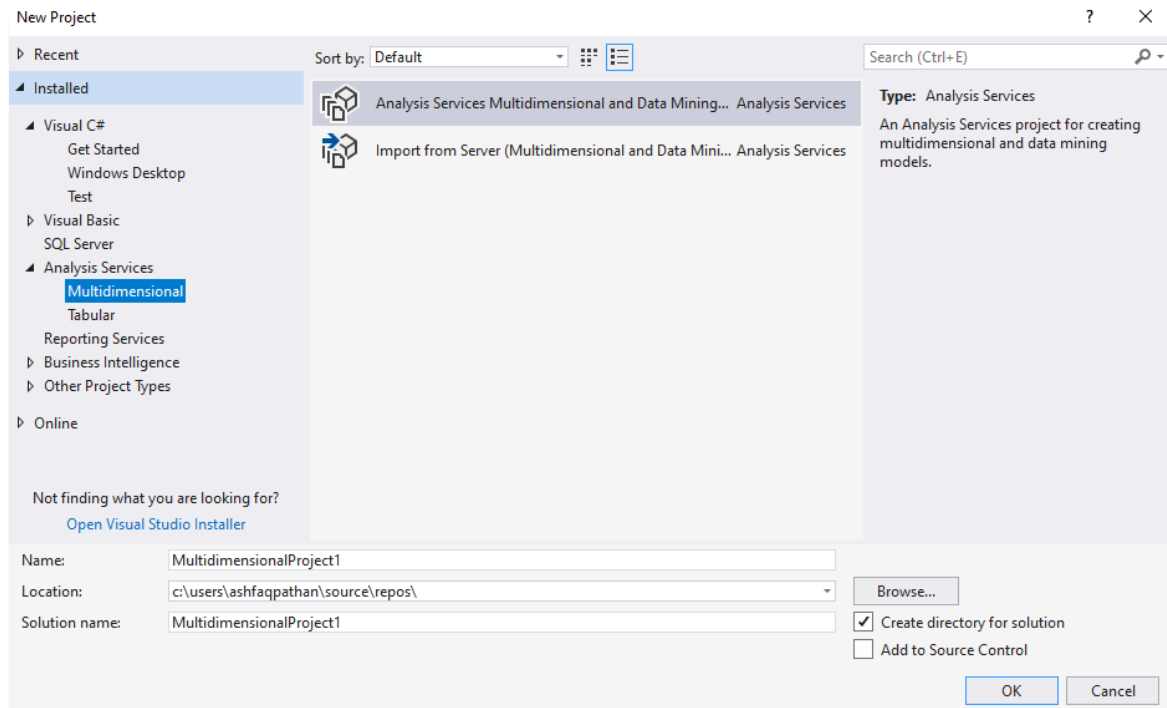 New Project
?
Recent
Installed
Visual C#
Get Started
Windows Desktop
Test
Visual Basic
SQL Server
Analysis Services
Multidimensional
Tabular
Reporting Services
Business Intelligence
Other Project Types
Online
Not finding what you are looking for?
Open Visual Studio Installer
Sort by: Default
Analysis Services Multidimensional and Data Mining... Analysis Services
Import from Server (Multidimensional and Data Mini... Analysis Services
Search (Ctrl+E)
Type: Analysis Services
An Analysis Services project for creating
multidimensional and data mining
models.
Name: MultidimensionalProject1
Location: c:\users\ashfaqpathan\source\repos\
Browse...
Solution name: MultidimensionalProject1
Create directory for solution
Add to Source Control
OK Cancel